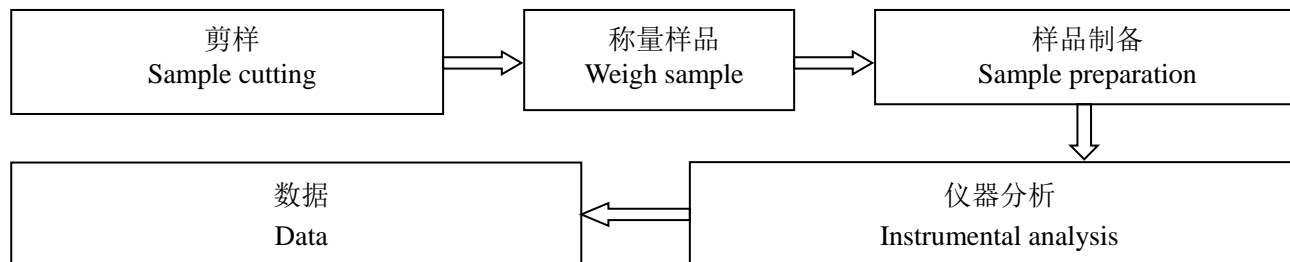 剪样
Sample cutting
称量样品
Weigh sample
样品制备
Sample preparation
数据
Data
仪器分析
Instrumental analysis